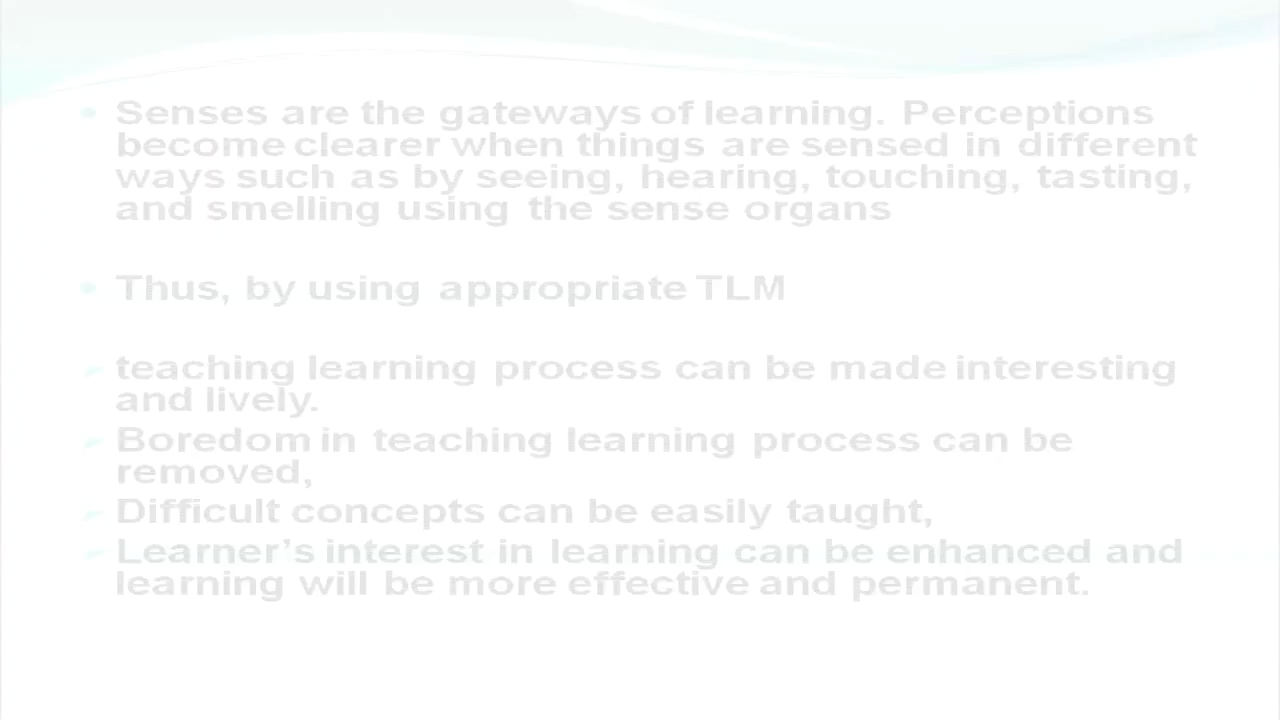 Senses are the gateways of learning. Perceptions
become clearer when things are sensed in different
ways such as by seeing, hearing, touching, tasting,
and smelling using the sense organs
Thus, by using appropriate TLM
teaching learning process can be made interesting
and lively.
Boredom in teaching learning process can be
removed,
Difficult concepts can be easily taught,
Learner's interest in learning can be enhanced and
learning will be more effective and permanent.